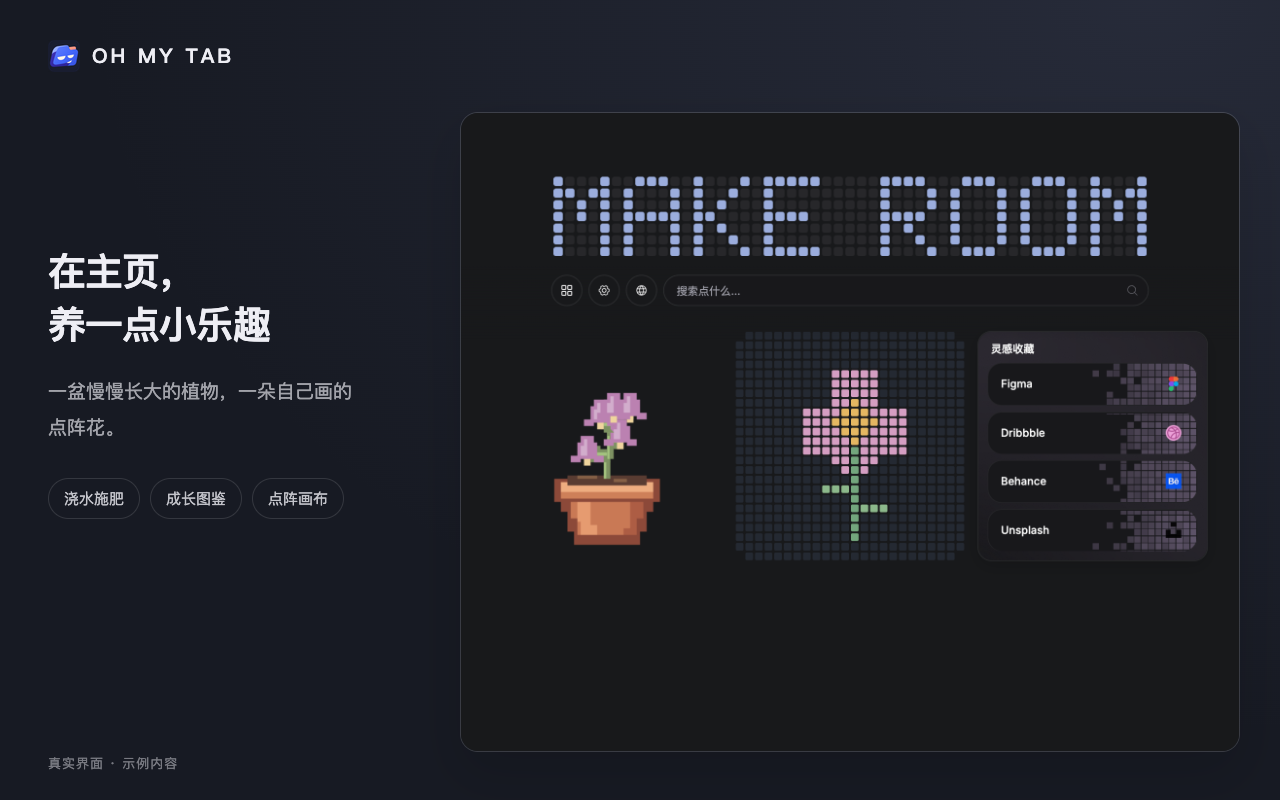 OH MY TAB
在主页，
养一点小乐趣
一盆慢慢长大的植物，一朵自己画的
点阵花。
浇水施肥
成长图鉴
点阵画布
真实界面 · 示例内容
MAKE ROOM
搜索点什么...
灵感收藏
Figma
Dribbble
Behance
Bē
Unsplash